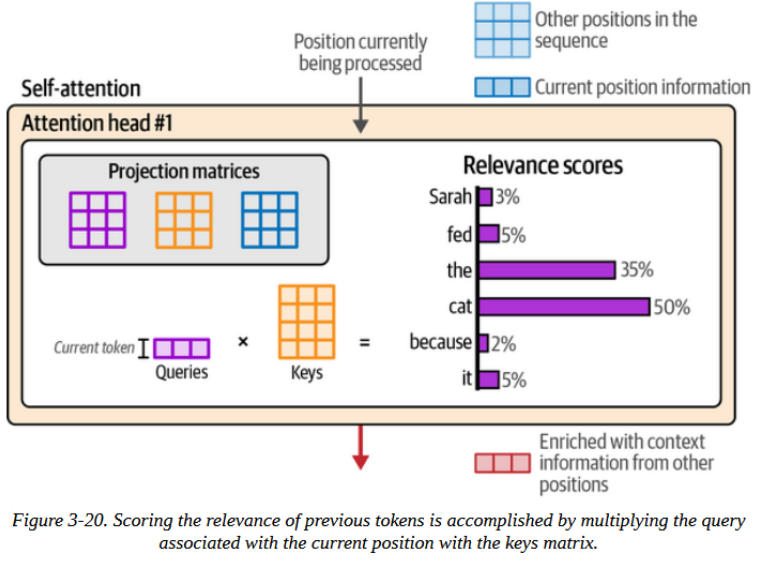 Position currently
being processed
Other positions in the
sequence
Current position information
Self-attention
Attention head #1
Projection matrices
Relevance scores
Sarah 3%
fed 5%
the 35%
cat 50%
because 2%
it 5%
Current token
×
=
Queries
Keys
Enriched with context
information from other
positions
Figure 3-20. Scoring the relevance of previous tokens is accomplished by multiplying the query
associated with the current position with the keys matrix.